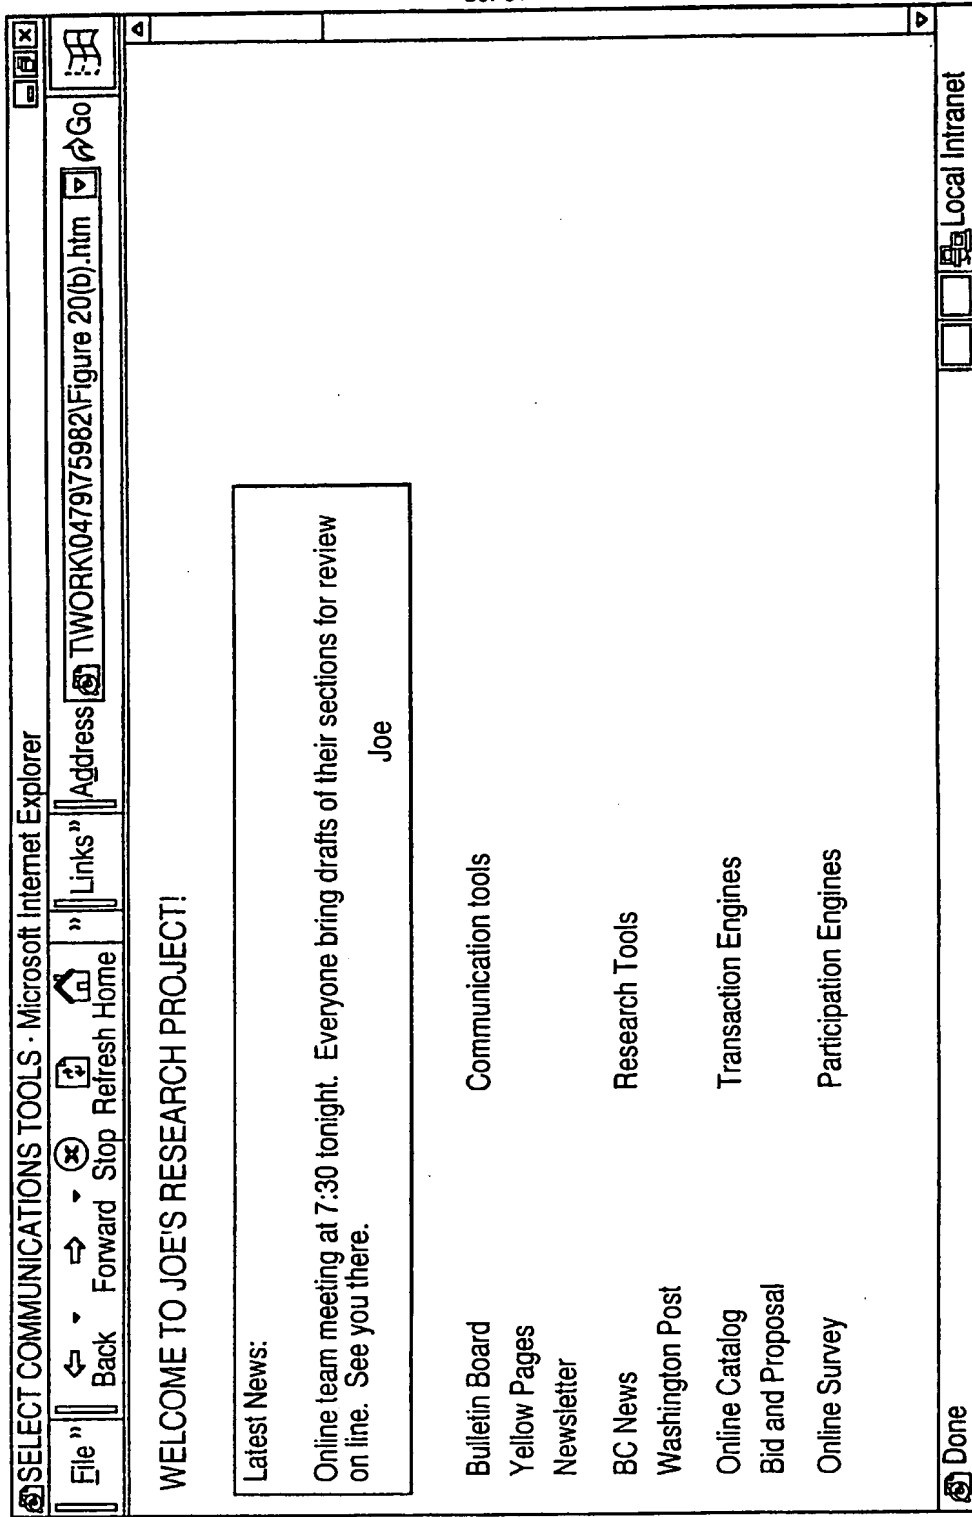 SELECT COMMUNICATIONS TOOLS - Microsoft Internet Explorer
File » Back Forward Stop Refresh Home » Links » Address T\WORK\0479\75982\Figure 20(b).htm Go
WELCOME TO JOE'S RESEARCH PROJECT!
Latest News:
Online team meeting at 7:30 tonight. Everyone bring drafts of their sections for review
on line. See you there.
Joe
Bulletin Board Communication tools
Yellow Pages
Newsletter
BC News Research Tools
Washington Post
Online Catalog Transaction Engines
Bid and Proposal
Online Survey Participation Engines
Done Local Intranet